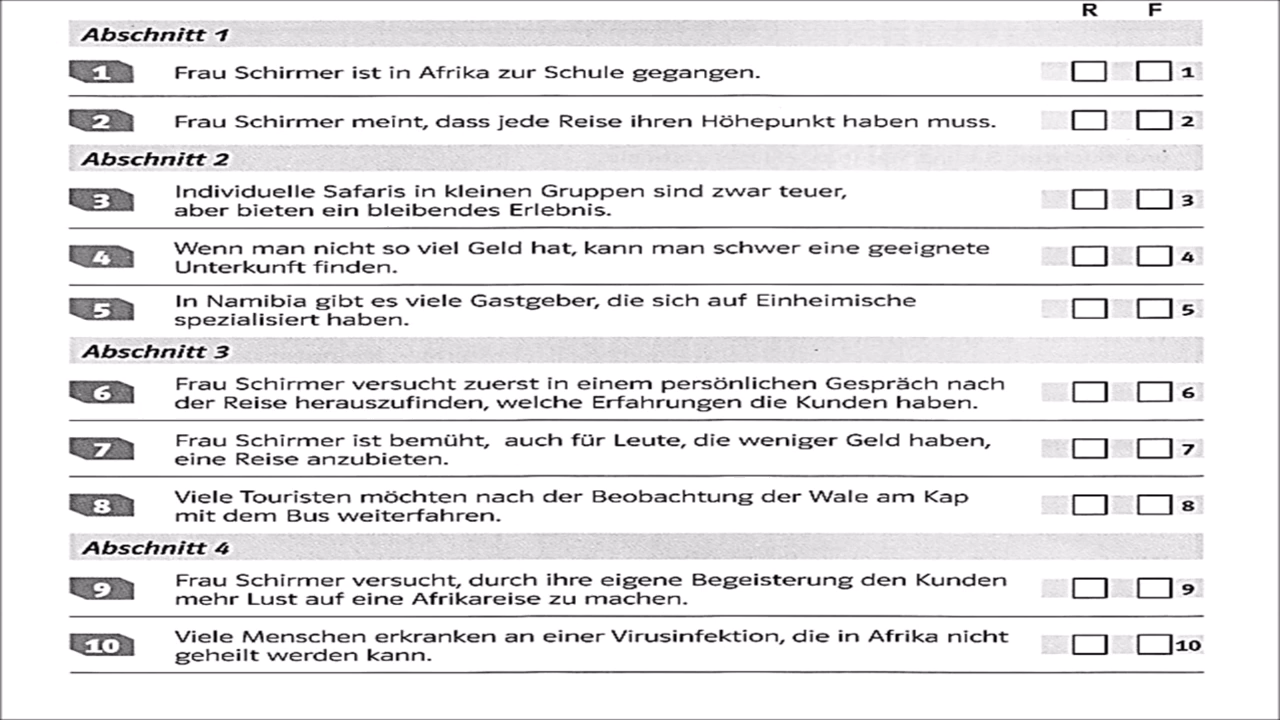 R F
Abschnitt 1
1 Frau Schirmer ist in Afrika zur Schule gegangen. 1
2 Frau Schirmer meint, dass jede Reise ihren Höhepunkt haben muss. 2
Abschnitt 2
3 Individuelle Safaris in kleinen Gruppen sind zwar teuer,
aber bieten ein bleibendes Erlebnis. 3
4 Wenn man nicht so viel Geld hat, kann man schwer eine geeignete
Unterkunft finden. 4
5 In Namibia gibt es viele Gastgeber, die sich auf Einheimische
spezialisiert haben. 5
Abschnitt 3
6 Frau Schirmer versucht zuerst in einem persönlichen Gespräch nach
der Reise herauszufinden, welche Erfahrungen die Kunden haben. 6
7 Frau Schirmer ist bemüht, auch für Leute, die weniger Geld haben,
eine Reise anzubieten. 7
8 Viele Touristen möchten nach der Beobachtung der Wale am Kap
mit dem Bus weiterfahren. 8
Abschnitt 4
9 Frau Schirmer versucht, durch ihre eigene Begeisterung den Kunden
mehr Lust auf eine Afrikareise zu machen. 9
10 Viele Menschen erkranken an einer Virusinfektion, die in Afrika nicht
geheilt werden kann. 10